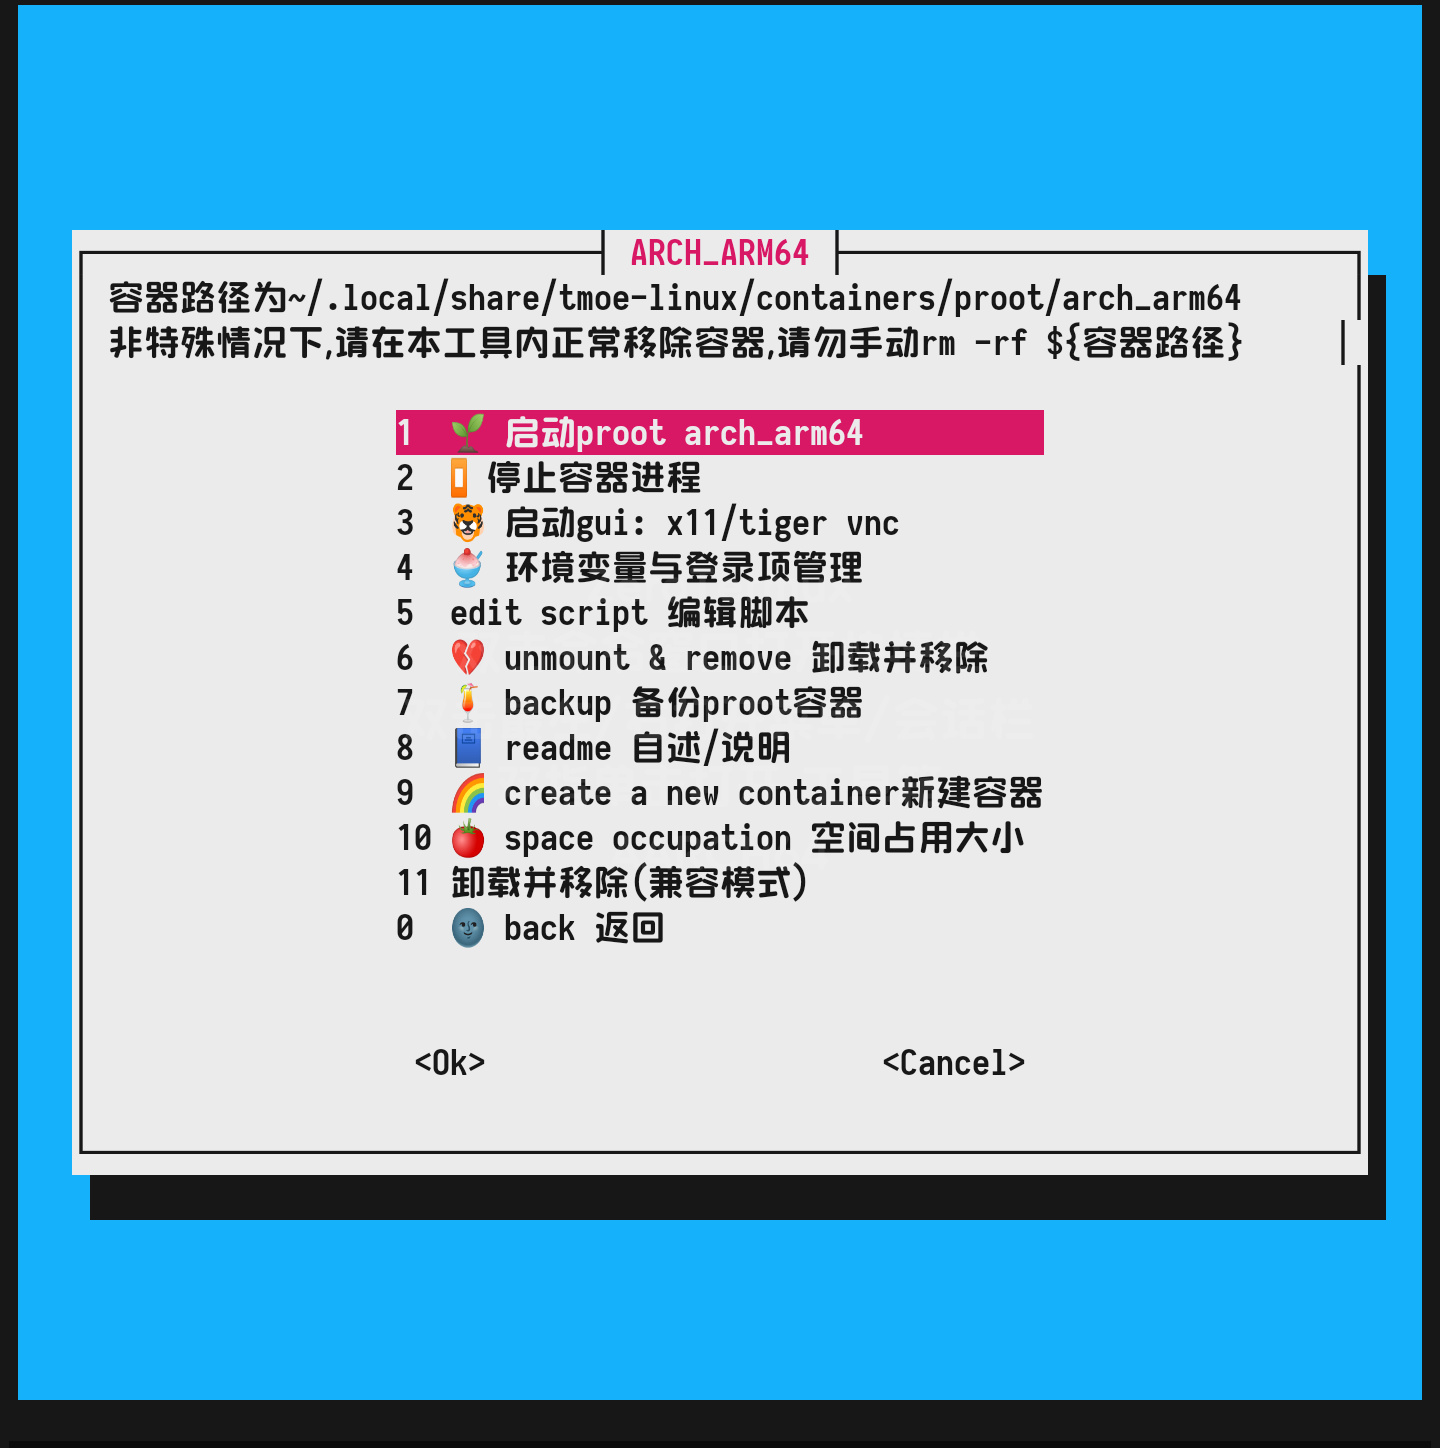 ARCH_ARM64
容器路径为~/.local/share/tmoe-linux/containers/proot/arch_arm64
非特殊情况下,请在本工具内正常移除容器,请勿手动rm -rf ${容器路径}
1 🌱 启动proot arch_arm64
2 停止容器进程
3 🐯 启动gui: x11/tiger vnc
4 🍧 环境变量与登录项管理
5 edit script 编辑脚本
6 💔 unmount & remove 卸载并移除
7 🍹 backup 备份proot容器
8 📘 readme 自述/说明
9 🌈 create a new container新建容器
10 🍅 space occupation 空间占用大小
11 卸载并移除(兼容模式)
0 🌚 back 返回
<Ok> <Cancel>